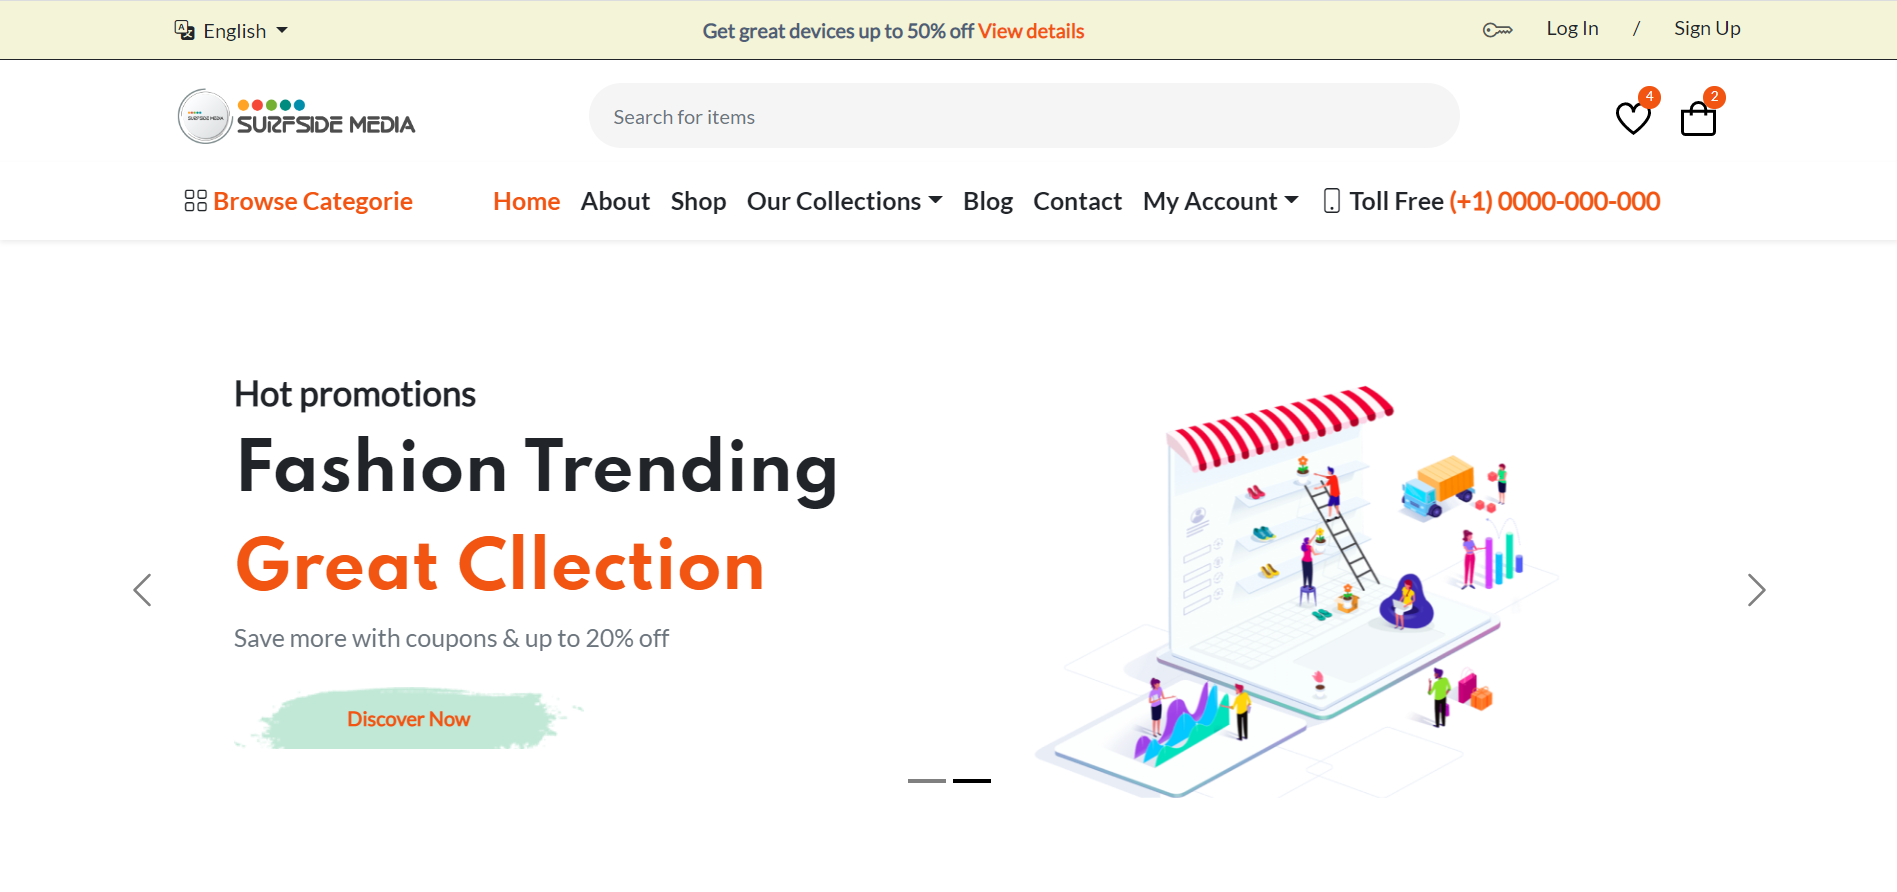 English
Get great devices up to 50% off View details
Log In / Sign Up
SURFSIDE MEDIA
SURFSIDE MEDIA
Search for items
4
2
Browse Categorie
Home About Shop Our Collections Blog Contact My Account Toll Free (+1) 0000-000-000
Hot promotions
Fashion Trending
Great Cllection
Save more with coupons & up to 20% off
Discover Now